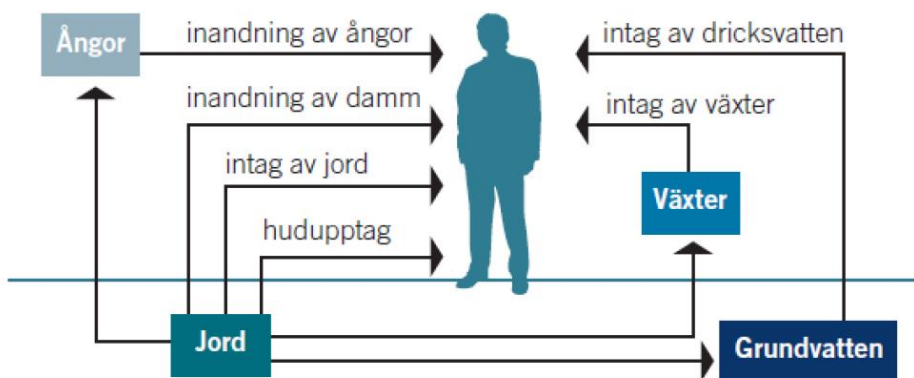 Ångor
inandning av ångor
intag av dricksvatten
inandning av damm
intag av växter
intag av jord
Växter
hudupptag
Jord
Grundvatten